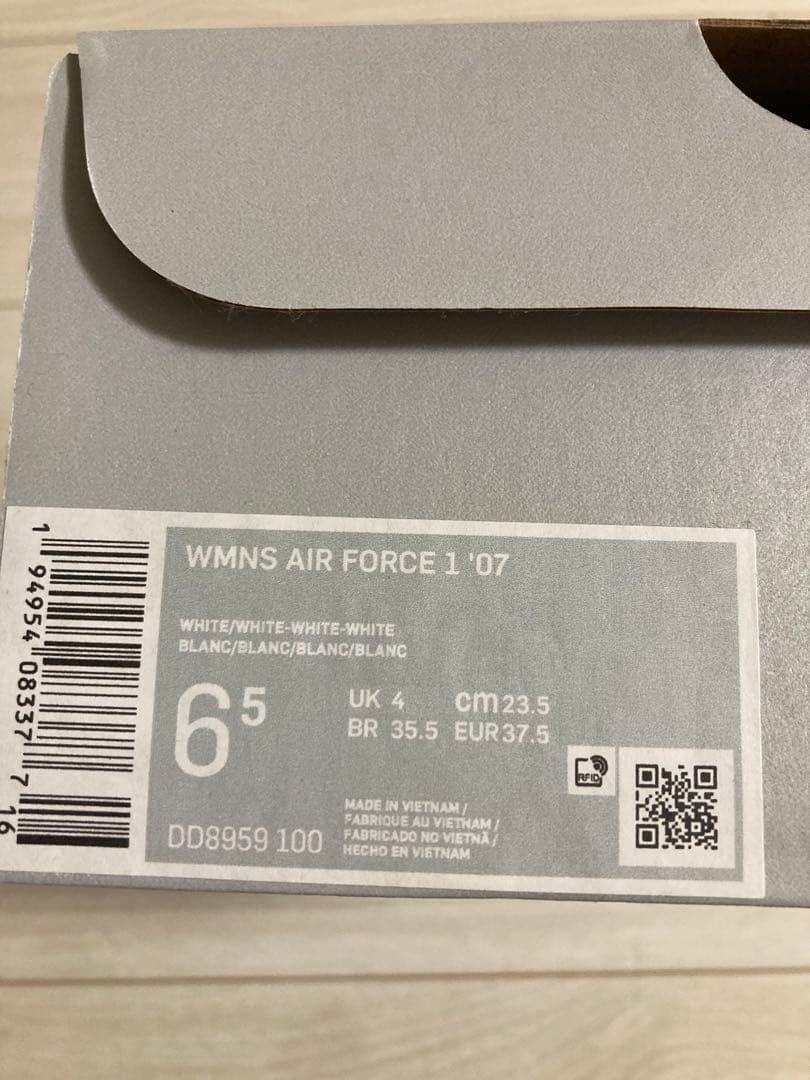 WMNS AIR FORCE 1 '07
WHITE/WHITE-WHITE-WHITE
BLANC/BLANC/BLANC/BLANC
6 5
UK 4 cm 23.5
BR 35.5 EUR 37.5
RFID
DD8959 100
MADE IN VIETNAM /
FABRIQUE AU VIETNAM /
FABRICADO NO VIETNÃ /
HECHO EN VIETNAM
1 94954 08337 7 16